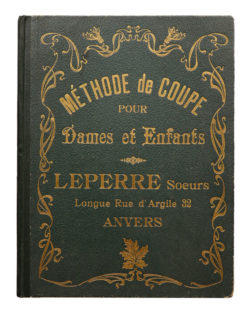 MÉTHODE de COUPE
POUR
Dames et Enfants
LEPERRE Soeurs
Longue Rue d'Argile 32
ANVERS